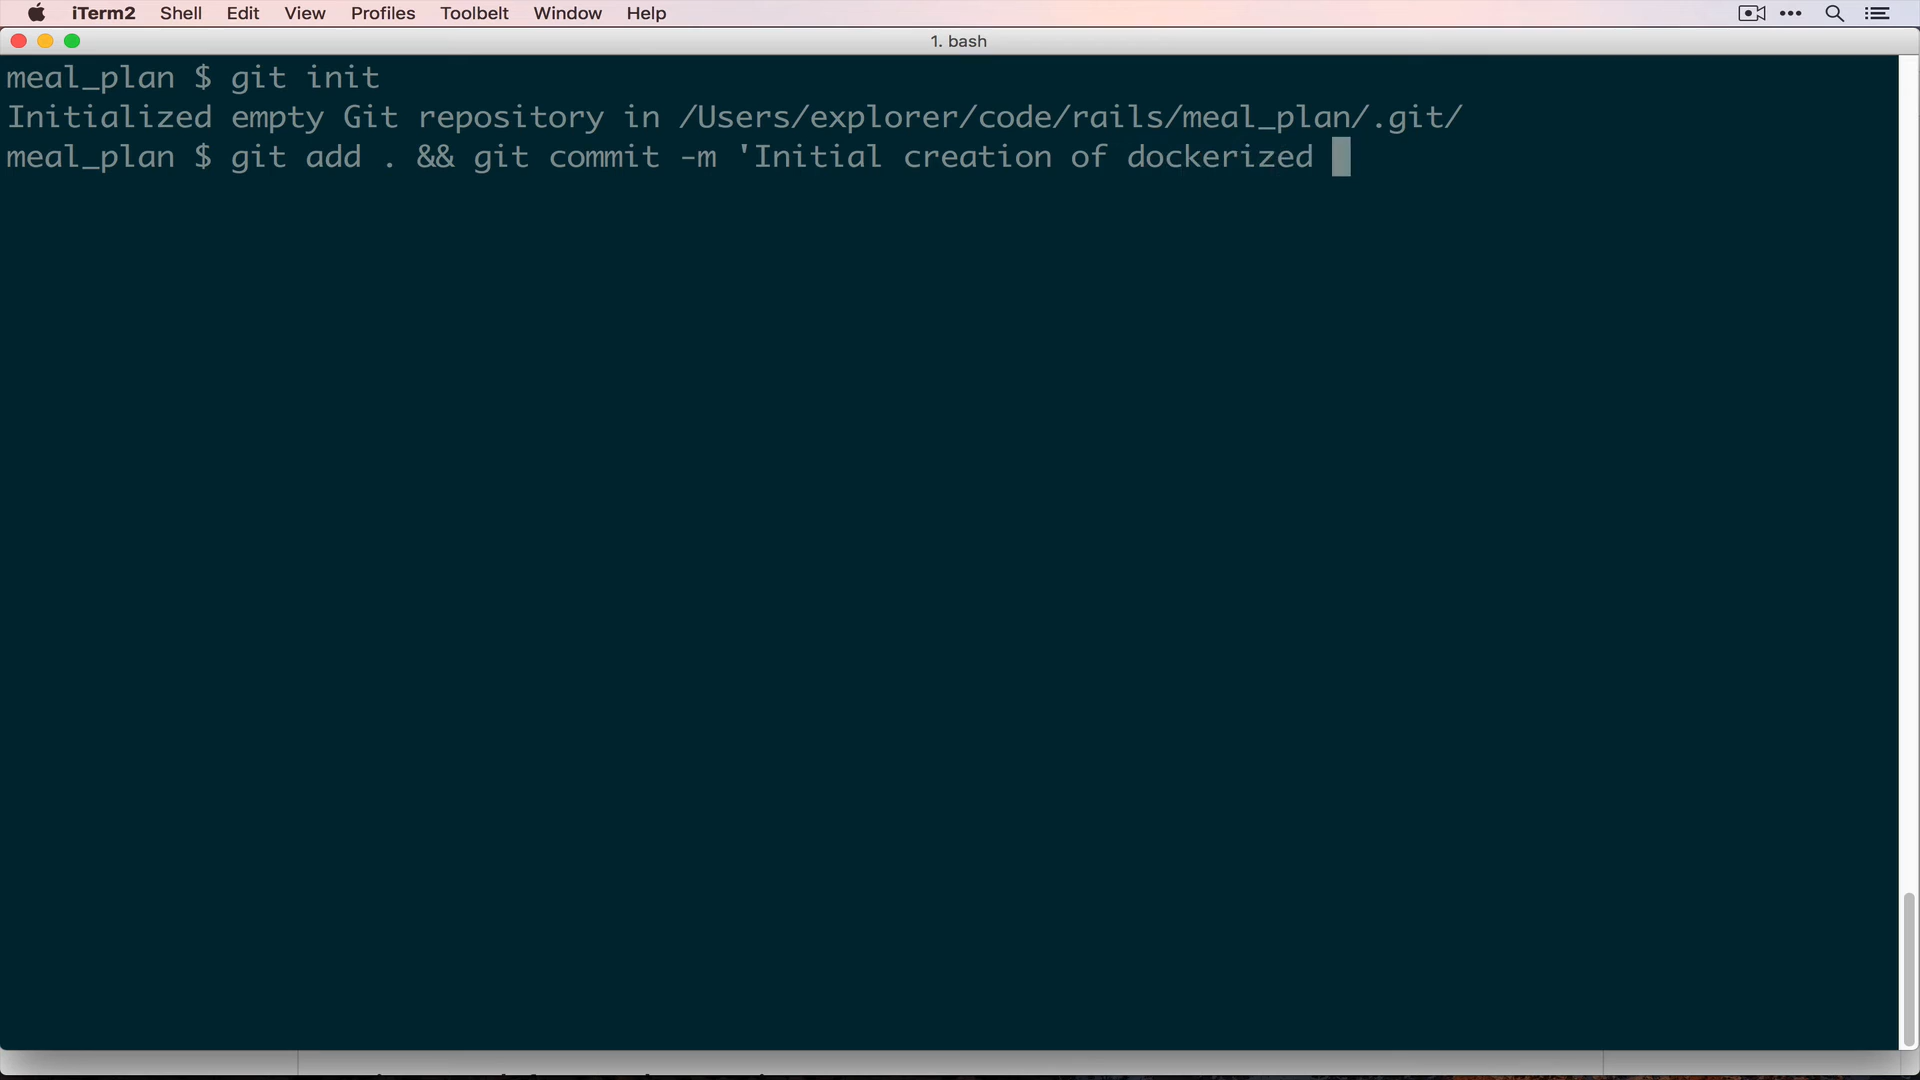 iTerm2 Shell Edit View Profiles Toolbelt Window Help
1. bash
meal_plan $ git init
Initialized empty Git repository in /Users/explorer/code/rails/meal_plan/.git/
meal_plan $ git add . && git commit -m 'Initial creation of dockerized